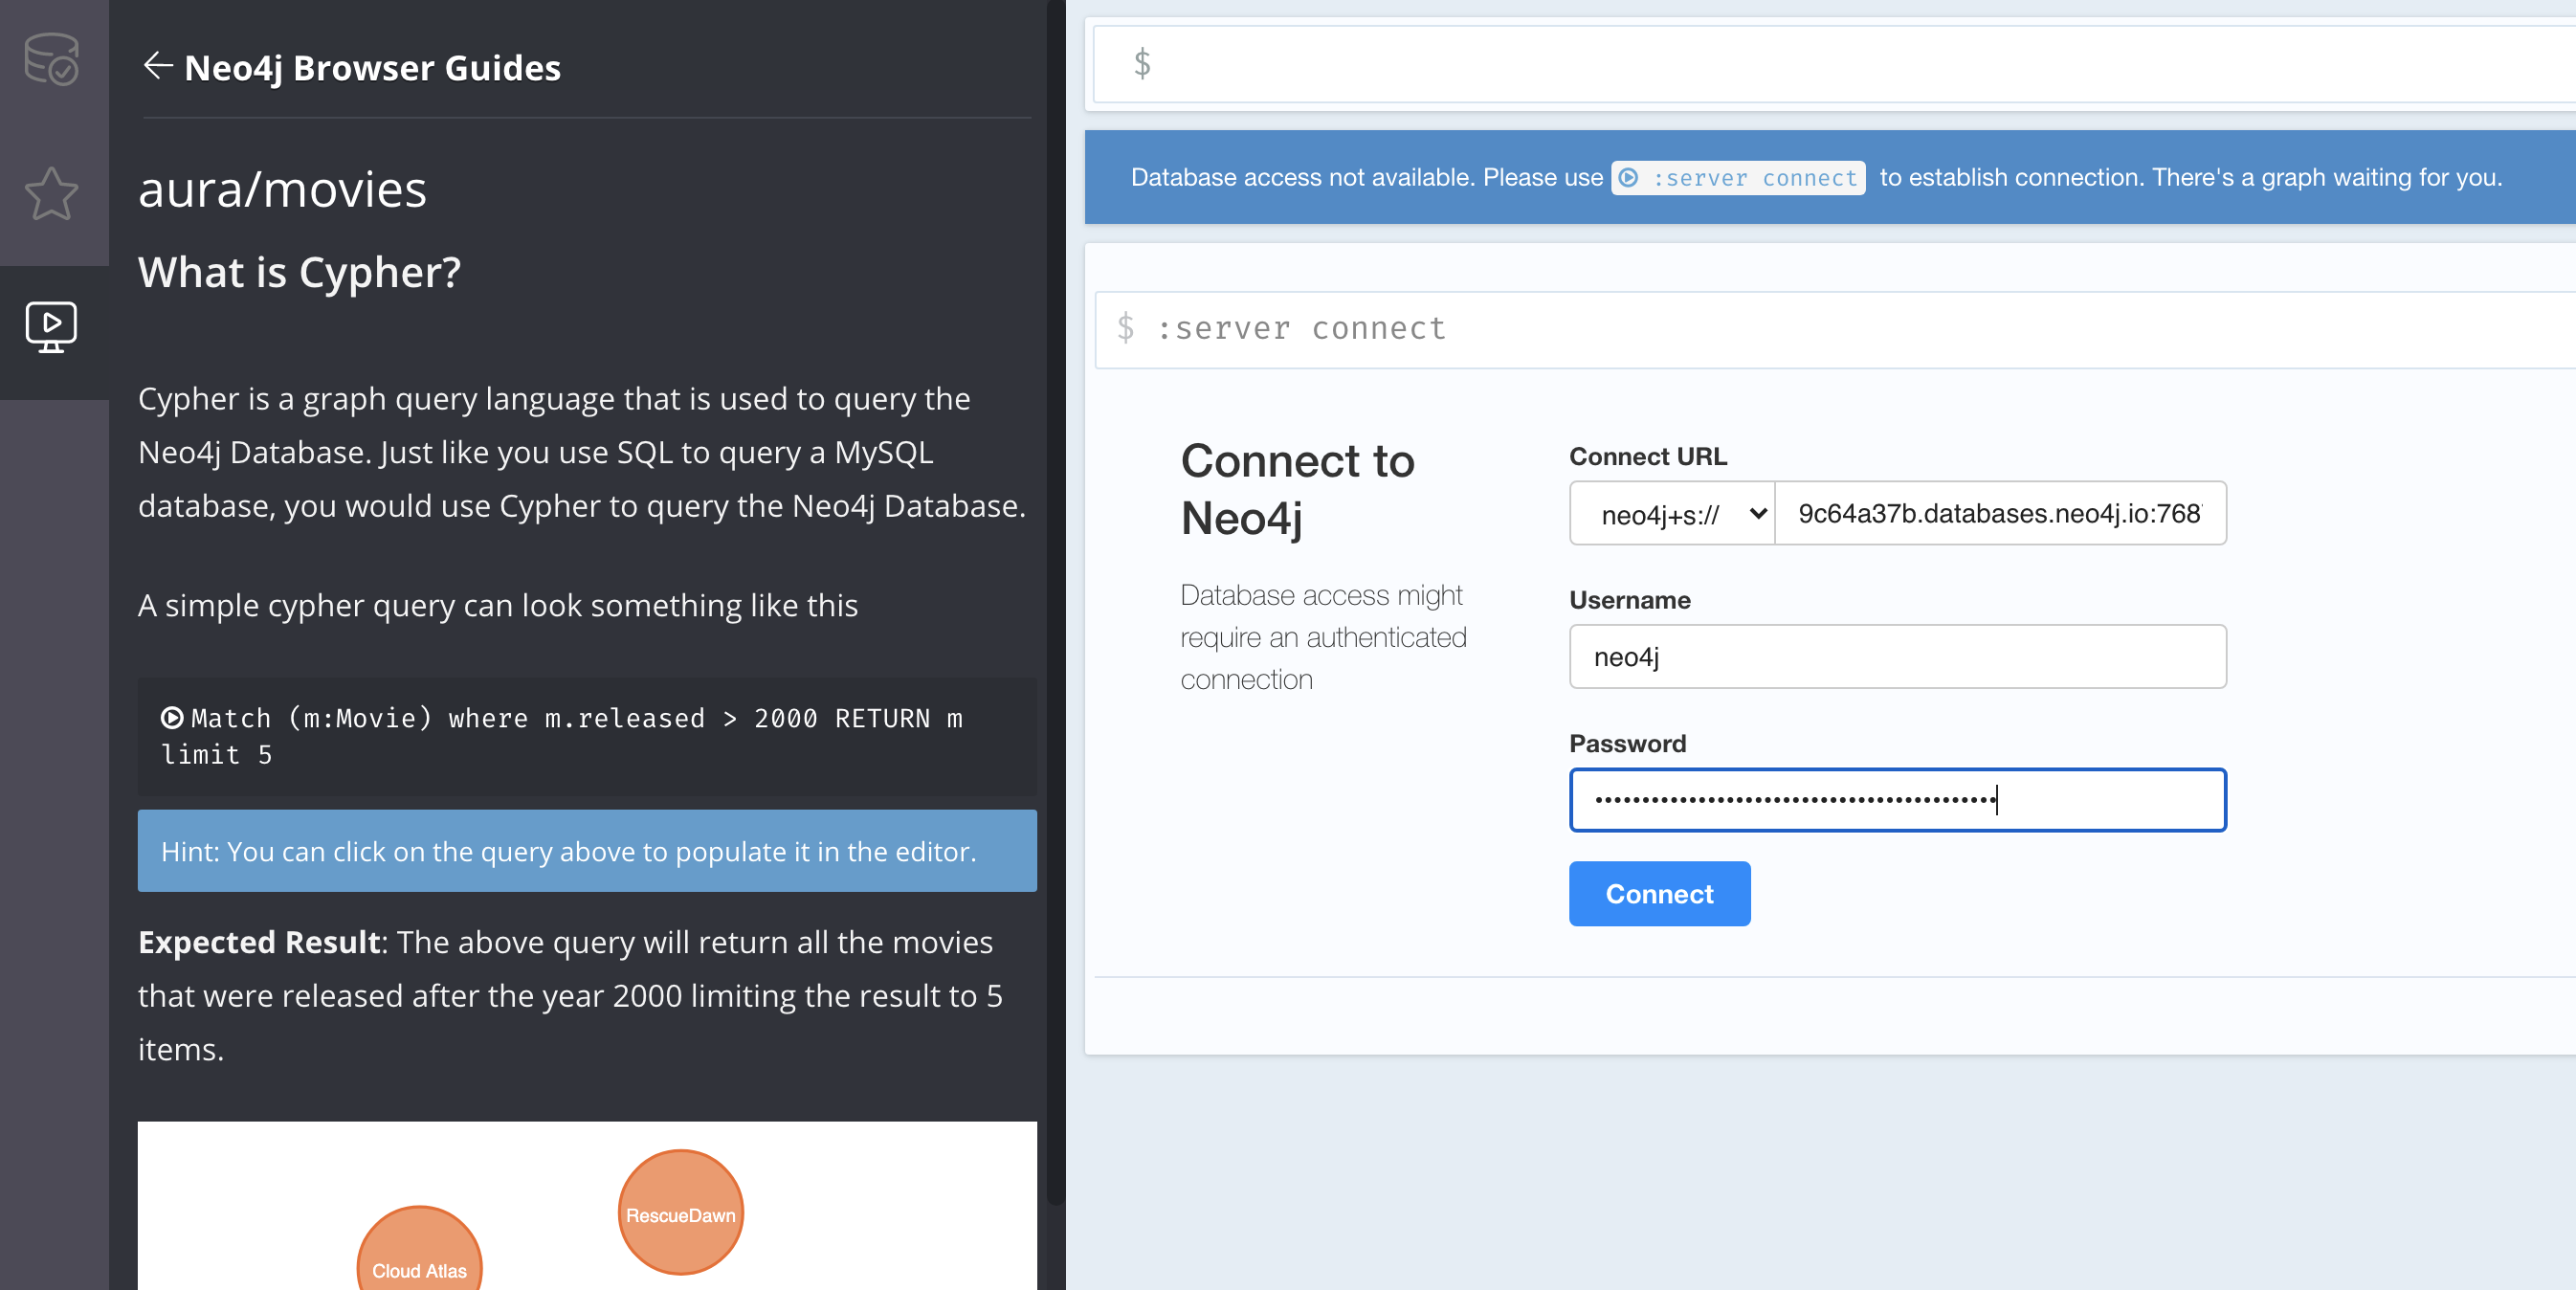 Neo4j Browser Guides
aura/movies
What is Cypher?
Cypher is a graph query language that is used to query the
Neo4j Database. Just like you use SQL to query a MySQL
database, you would use Cypher to query the Neo4j Database.
A simple cypher query can look something like this
Match (m:Movie) where m.released > 2000 RETURN m
limit 5
Hint: You can click on the query above to populate it in the editor.
Expected Result: The above query will return all the movies
that were released after the year 2000 limiting the result to 5
items.
RescueDawn
Cloud Atlas
$
Database access not available. Please use :server connect to establish connection. There's a graph waiting for you.
$ :server connect
Connect to
Neo4j
Database access might
require an authenticated
connection
Connect URL
neo4j+s:// 9c64a37b.databases.neo4j.io:768
Username
neo4j
Password
Connect